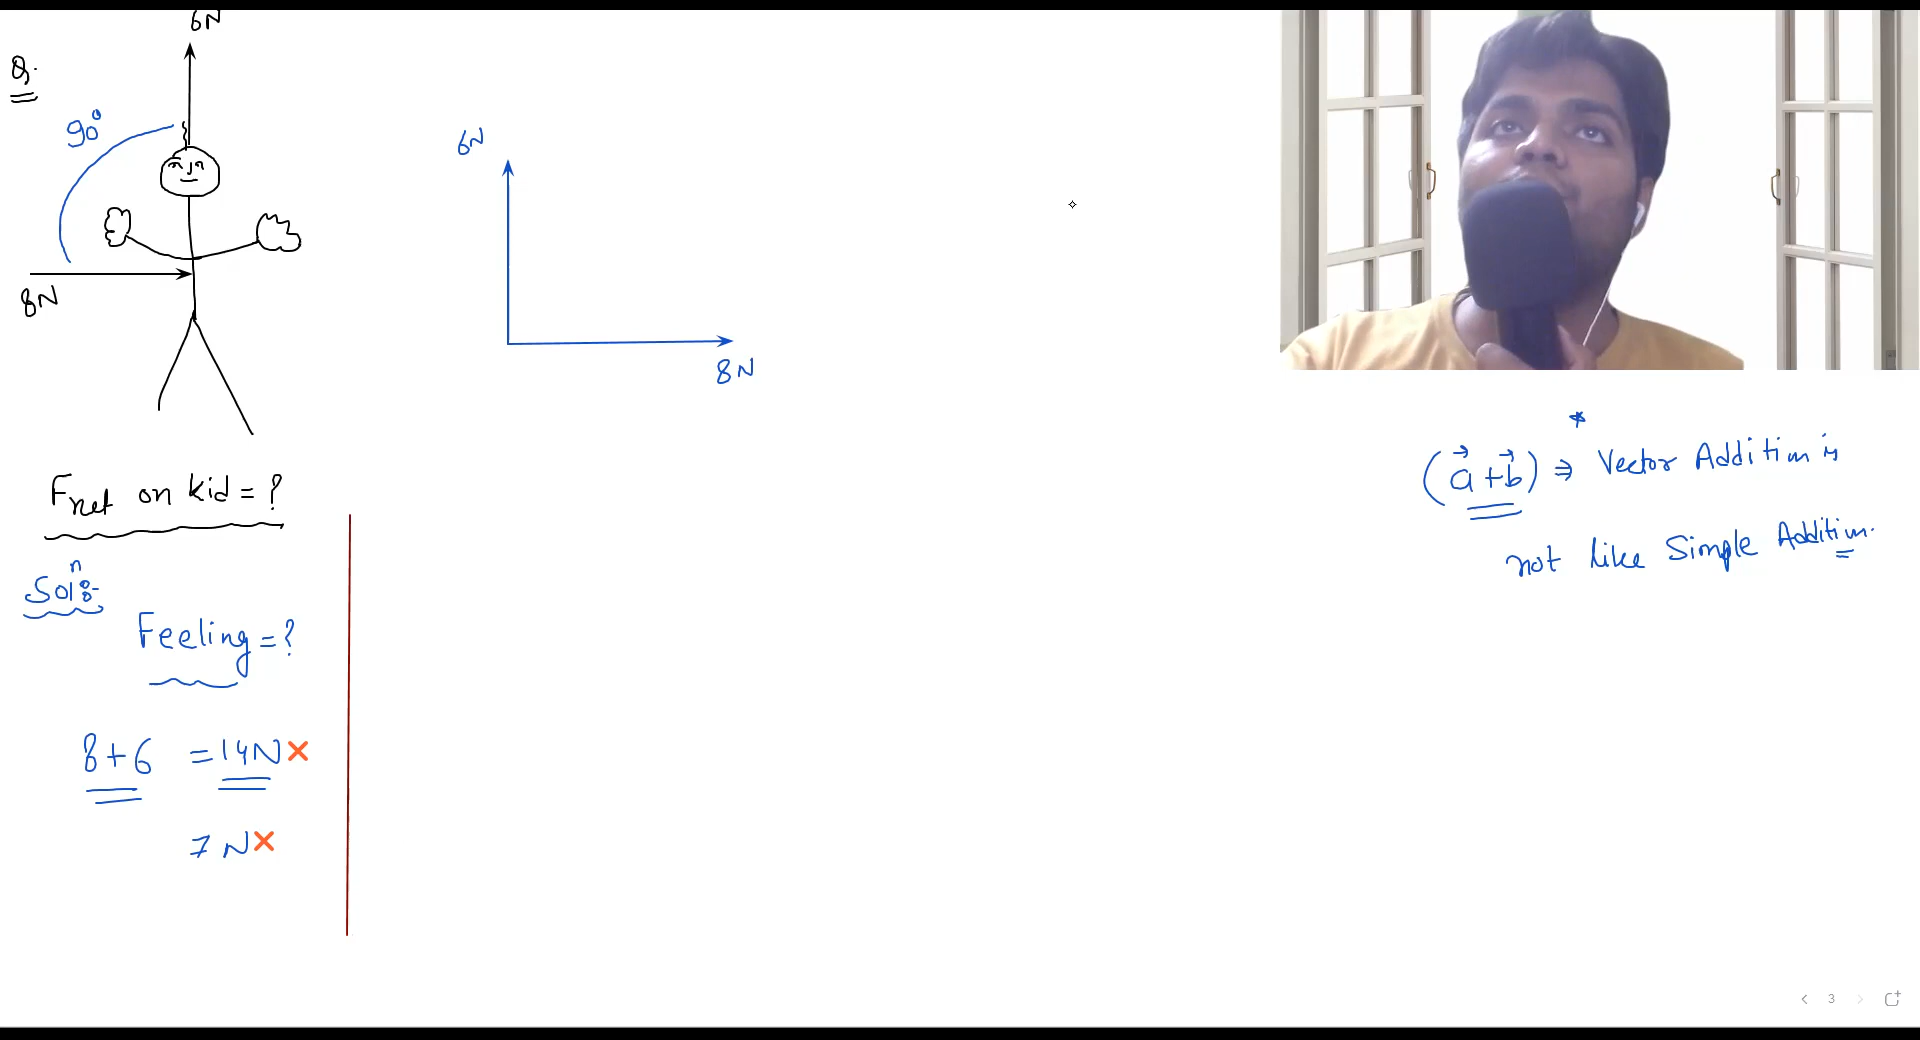 6N
Q.
90°
8N
Fnet on kid = ?
Solⁿ:-
Feeling = ?
8+6 = 14N ×
7 N ×
6N
8N
*
(a⃗ + b⃗) ⇒ Vector Addition is
not like Simple Addition.
3